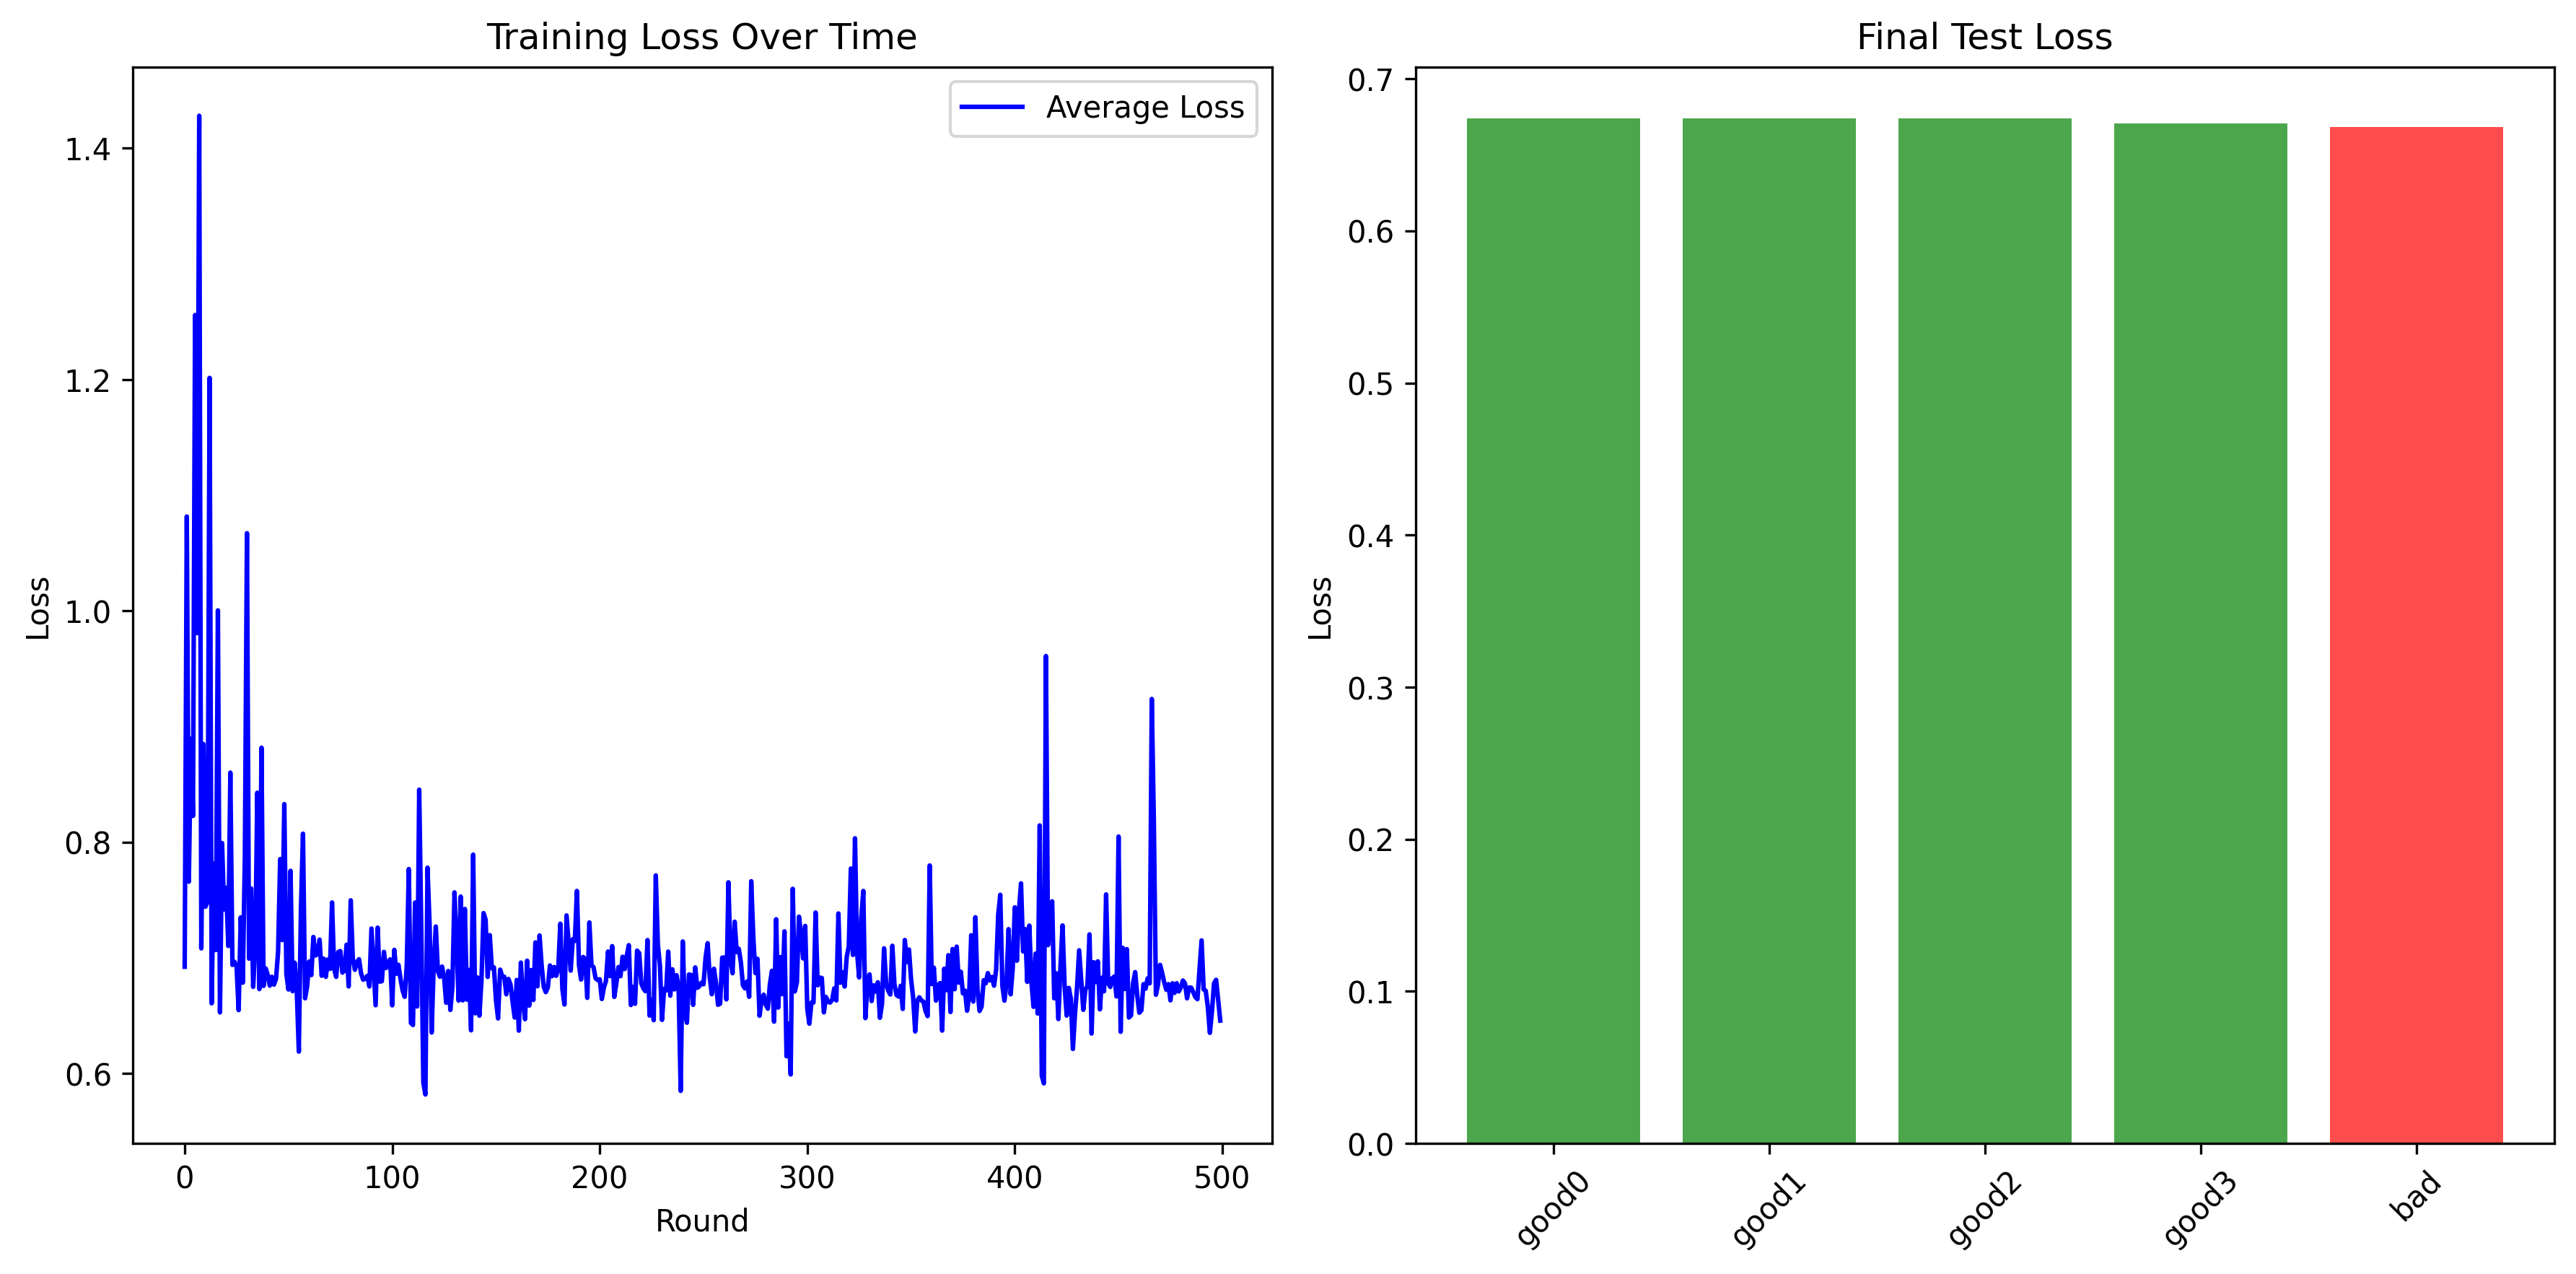 Training Loss Over Time
Average Loss
Loss
1.4
1.2
1.0
0.8
0.6
0
100
200
300
400
500
Round
Final Test Loss
Loss
0.7
0.6
0.5
0.4
0.3
0.2
0.1
0.0
good0
good1
good2
good3
bad